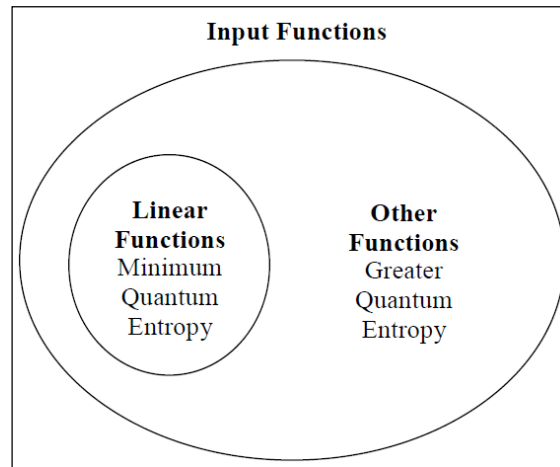 Input Functions
Linear
Functions
Minimum
Quantum
Entropy
Other
Functions
Greater
Quantum
Entropy